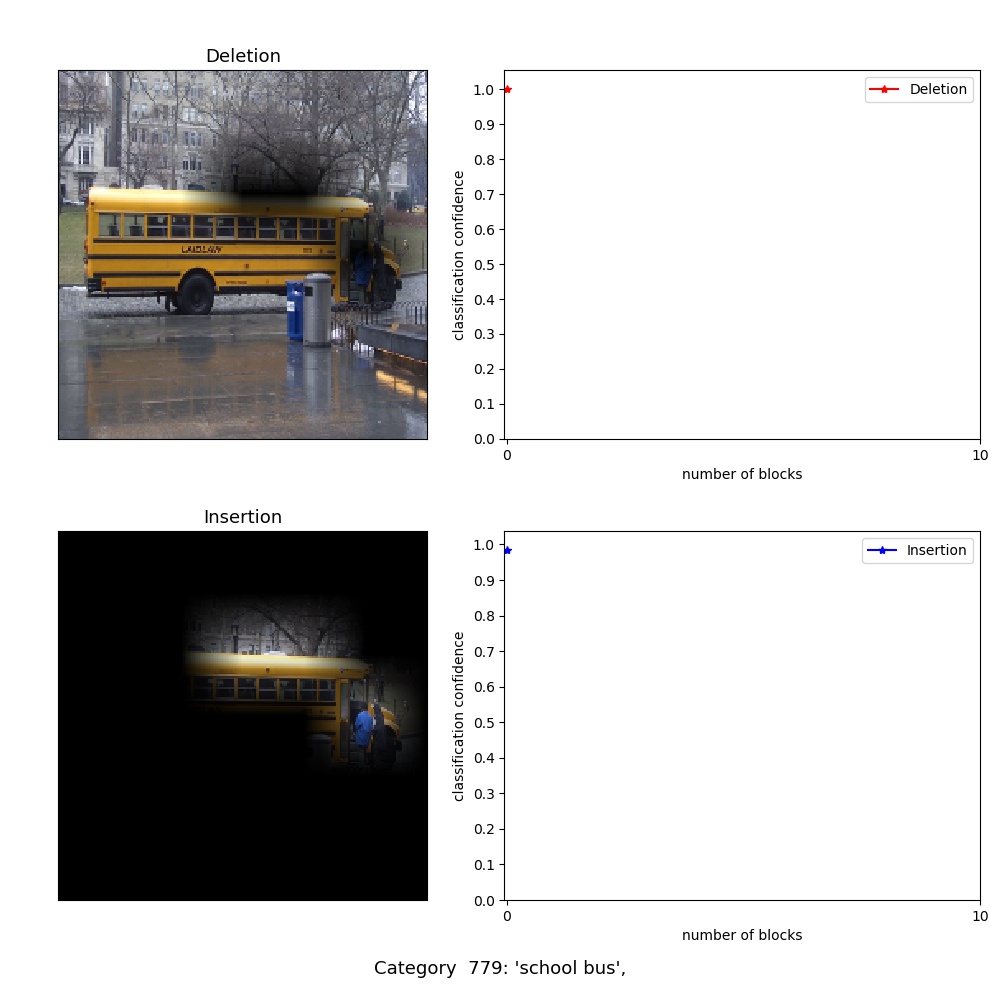 Deletion
1.0
0.9
0.8
0.7
0.6
0.5
0.4
0.3
0.2
0.1
0.0
classification confidence
0
10
number of blocks
Deletion
LAIDLAW
Insertion
1.0
0.9
0.8
0.7
0.6
0.5
0.4
0.3
0.2
0.1
0.0
classification confidence
0
10
number of blocks
Insertion
Category  779: 'school bus',